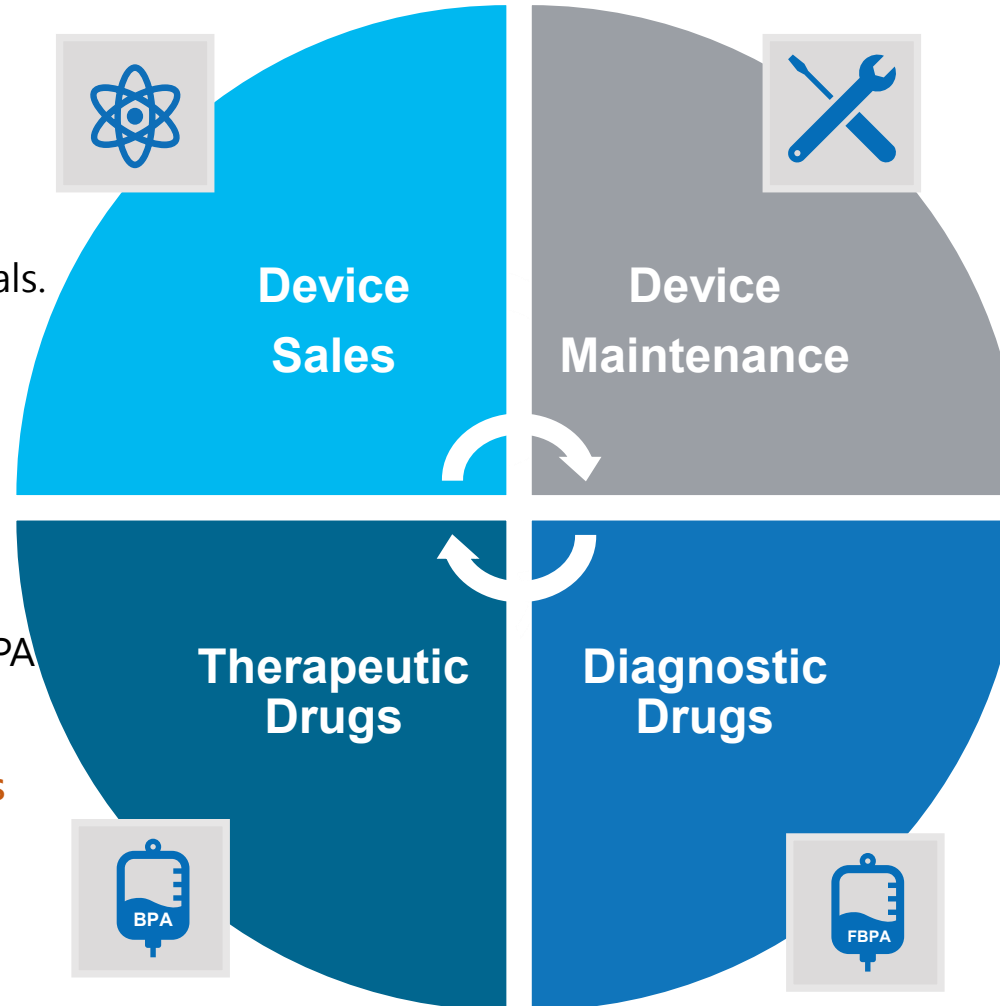 als.
Device
Sales
Device
Maintenance
PA
Therapeutic
Drugs
Diagnostic
Drugs
s
BPA
FBPA